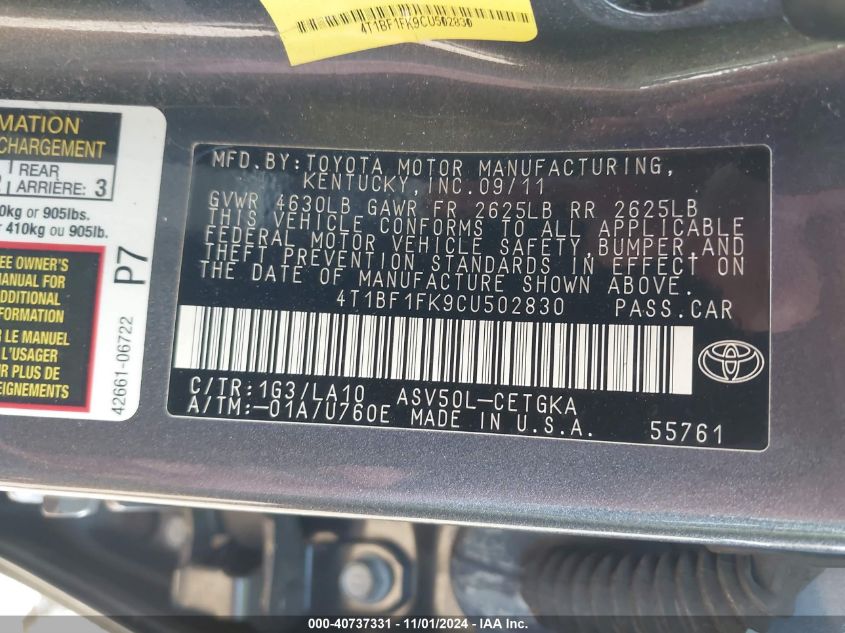 4T1BF1FK9CU502830
MATION
CHARGEMENT
REAR
ARRIÈRE: 3
0kg or 905lbs.
410kg ou 905lb.
EE OWNER'S
MANUAL FOR
ADDITIONAL
FORMATION
R LE MANUEL
L'USAGER
UR PLUS DE
EIGNEMENTS
P7
42661-06722
MFD.BY:TOYOTA MOTOR MANUFACTURING,
KENTUCKY, INC.09/11
GVWR 4630LB GAWR FR 2625LB RR 2625LB
THIS VEHICLE CONFORMS TO ALL APPLICABLE
FEDERAL MOTOR VEHICLE SAFETY, BUMPER, AND
THEFT PREVENTION STANDARDS IN EFFECT ON
THE DATE OF MANUFACTURE SHOWN ABOVE.
4T1BF1FK9CU502830 PASS.CAR
C/TR:1G3/LA10 ASV50L-CETGKA
A/TM:-01A/U760E MADE IN U.S.A. 55761
000-40737331 - 11/01/2024 - IAA Inc.